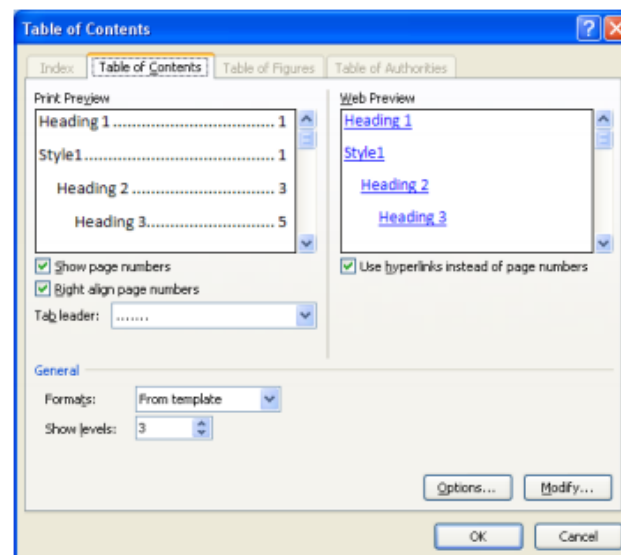 Table of Contents
Index Table of Contents Table of Figures Table of Authorities
Print Preview
Heading 1.................................... 1
Style1.......................................... 1
Heading 2 ................................ 3
Heading 3............................. 5
Show page numbers
Right align page numbers
Tab leader: .......
Web Preview
Heading 1
Style1
Heading 2
Heading 3
Use hyperlinks instead of page numbers
General
Formats: From template
Show levels: 3
Options... Modify...
OK Cancel